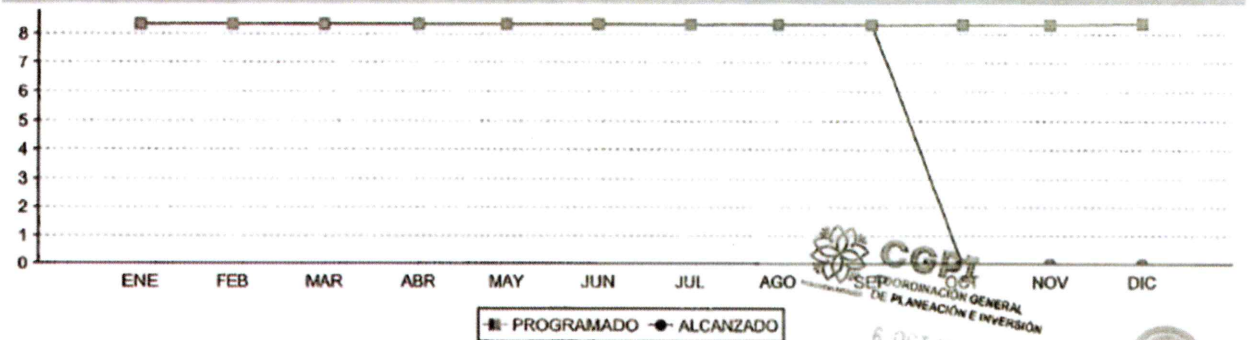 8
7
6
5
4
3
2
1
0
ENE FEB MAR ABR MAY JUN JUL AGO SEP OCT NOV DIC
CGPI
COORDINACIÓN GENERAL
DE PLANEACIÓN E INVERSIÓN
PROGRAMADO ALCANZADO